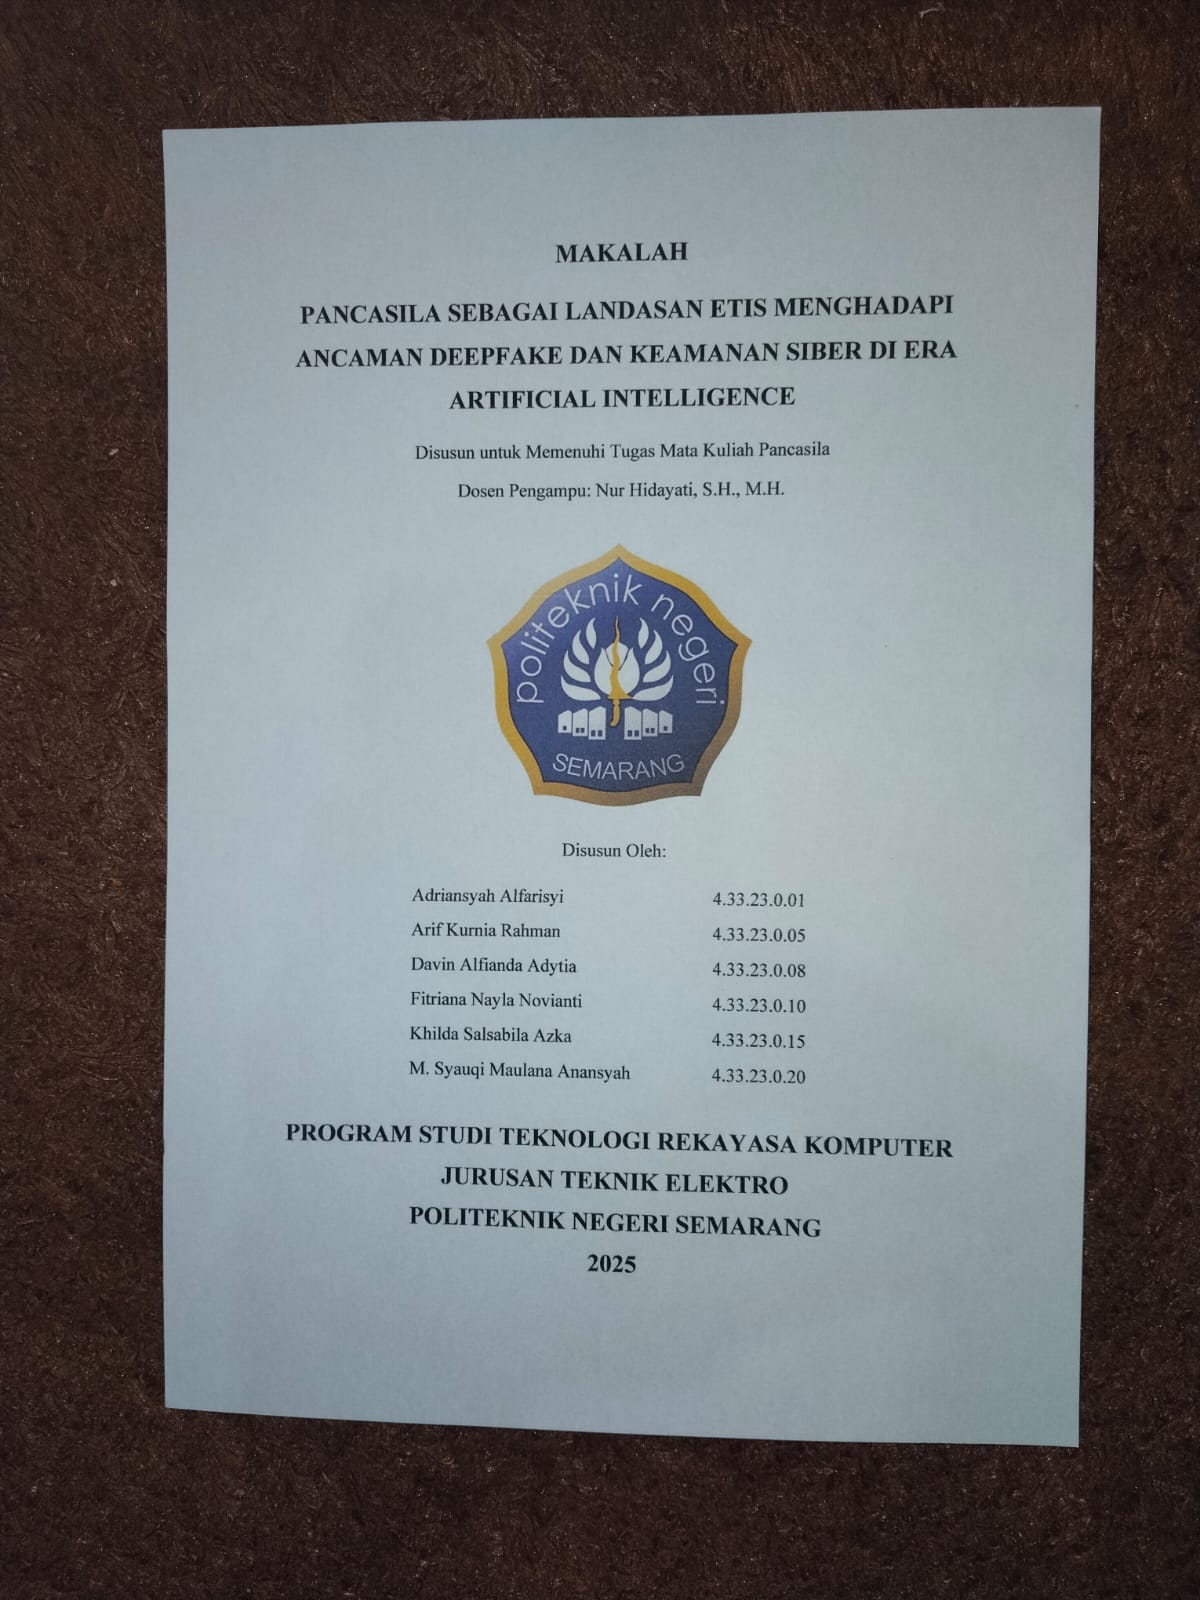 MAKALAH
PANCASILA SEBAGAI LANDASAN ETIS MENGHADAPI
ANCAMAN DEEPFAKE DAN KEAMANAN SIBER DI ERA
ARTIFICIAL INTELLIGENCE
Disusun untuk Memenuhi Tugas Mata Kuliah Pancasila
Dosen Pengampu: Nur Hidayati, S.H., M.H.
politeknik negeri
SEMARANG
Disusun Oleh:
Adriansyah Alfarisyi 4.33.23.0.01
Arif Kurnia Rahman 4.33.23.0.05
Davin Alfianda Adytia 4.33.23.0.08
Fitriana Nayla Novianti 4.33.23.0.10
Khilda Salsabila Azka 4.33.23.0.15
M. Syauqi Maulana Anansyah 4.33.23.0.20
PROGRAM STUDI TEKNOLOGI REKAYASA KOMPUTER
JURUSAN TEKNIK ELEKTRO
POLITEKNIK NEGERI SEMARANG
2025